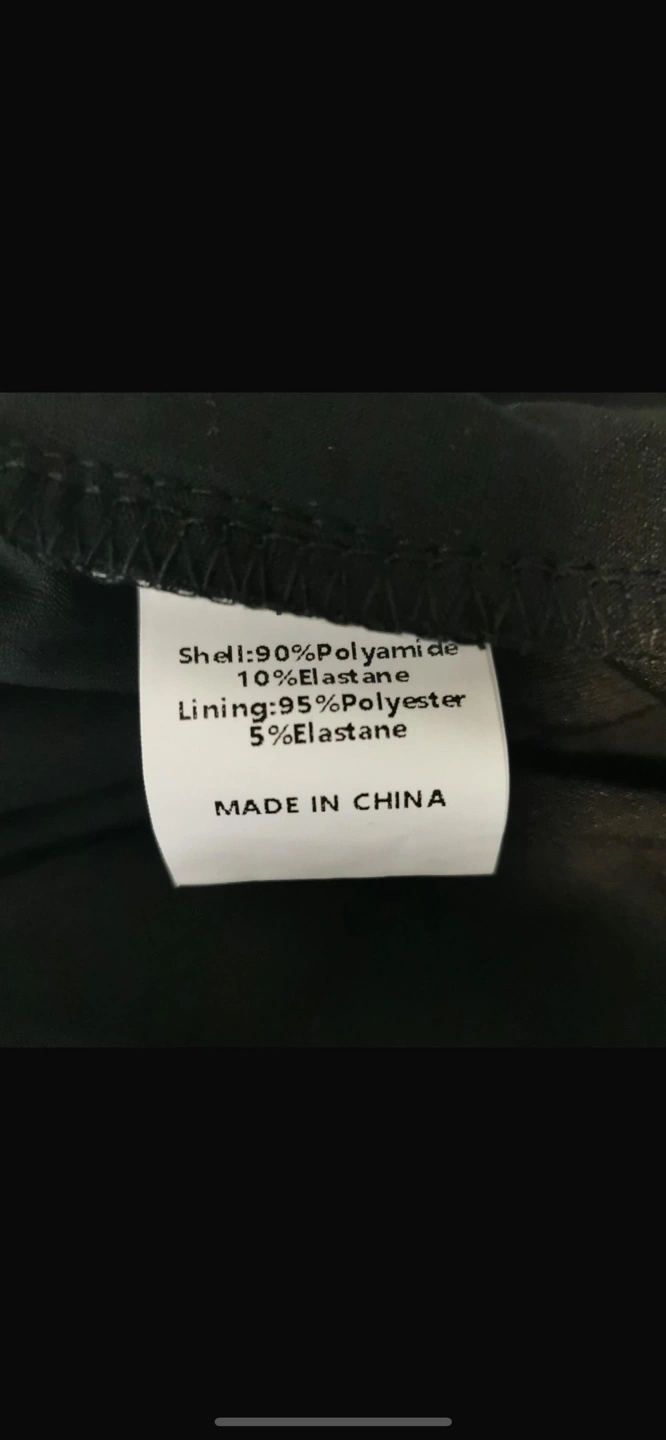 Shell:90%Polyamide
10%Elastane
Lining:95%Polyester
5%Elastane
MADE IN CHINA